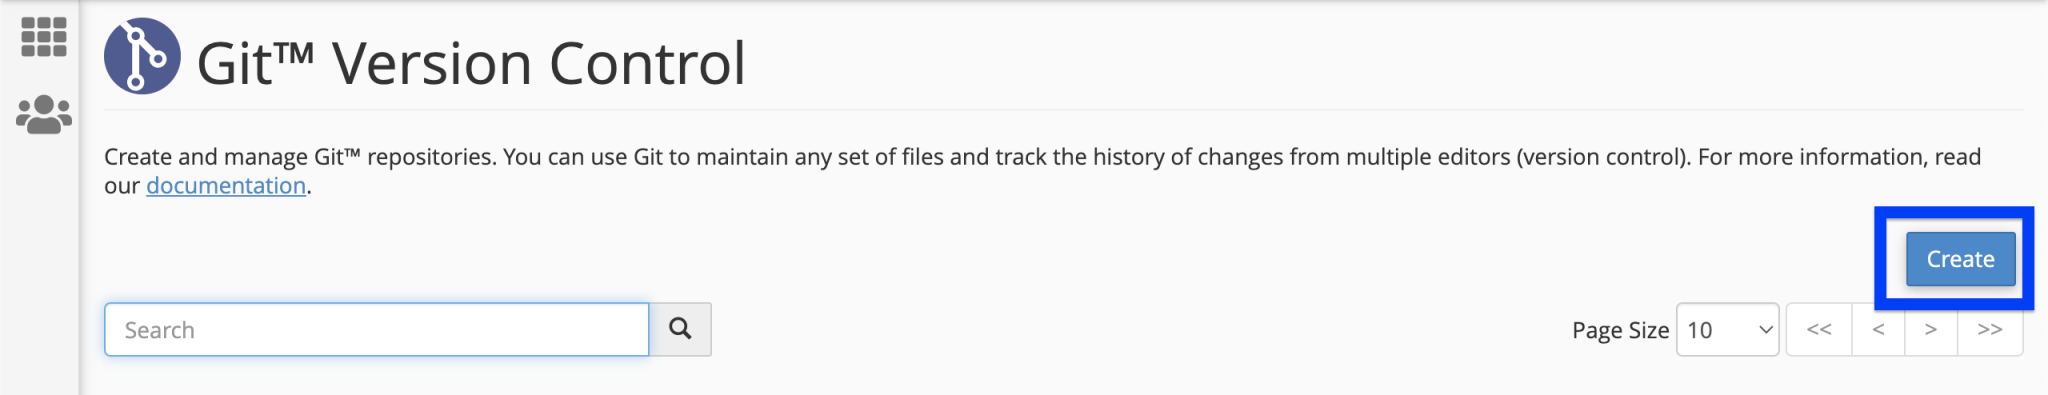 Git™ Version Control
Create and manage Git™ repositories. You can use Git to maintain any set of files and track the history of changes from multiple editors (version control). For more information, read
our documentation.
Create
Search
Page Size 10 << < > >>